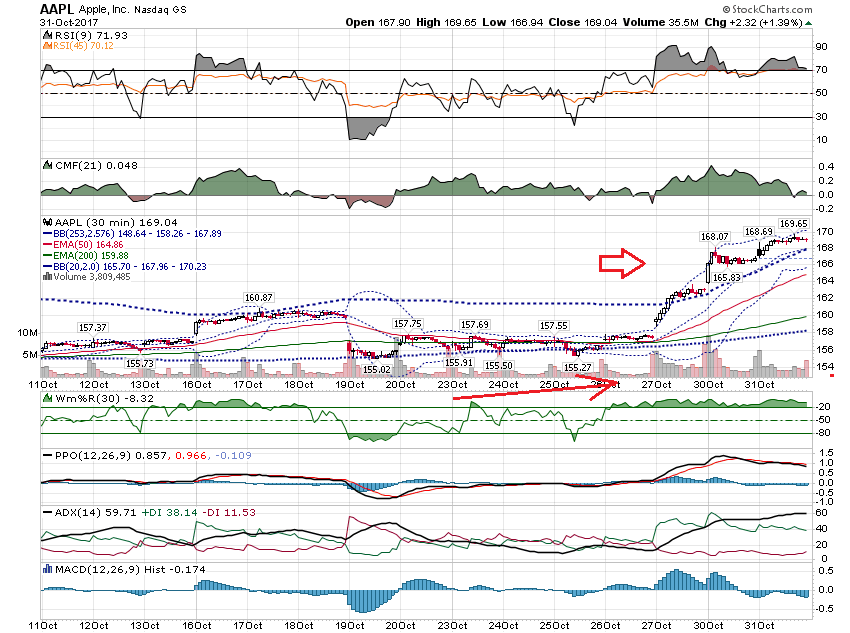 AAPL Apple, Inc. Nasdaq GS
© StockCharts.com
31-Oct-2017
Open 167.90 High 169.65 Low 166.94 Close 169.04 Volume 35.5M Chg +2.32 (+1.39%)
RSI(9) 71.93
RSI(45) 70.12
90
70
50
30
10
CMF(21) 0.048
0.4
0.2
0.0
-0.2
AAPL (30 min) 169.04
BB(253,2.576) 148.64 - 158.26 - 167.89
EMA(50) 164.86
EMA(200) 159.88
BB(20,2.0) 165.70 - 167.96 - 170.23
Volume 3,809,485
169.65
168.69
168.07
165.83
160.87
157.37
155.73
155.02
157.75
155.91
157.69
155.50
157.55
155.27
170
168
166
164
162
160
158
156
154
10M
5M
11Oct 12Oct 13Oct 16Oct 17Oct 18Oct 19Oct 20Oct 23Oct 24Oct 25Oct 26Oct 27Oct 30Oct 31Oct
Wm%R(30) -8.32
-20
-50
-80
PPO(12,26,9) 0.857, 0.966, -0.109
1.5
1.0
0.5
0.0
-0.5
-1.0
ADX(14) 59.71 +DI 38.14 -DI 11.53
60
40
20
0
MACD(12,26,9) Hist -0.174
0.5
0.0
-0.5
11Oct 12Oct 13Oct 16Oct 17Oct 18Oct 19Oct 20Oct 23Oct 24Oct 25Oct 26Oct 27Oct 30Oct 31Oct